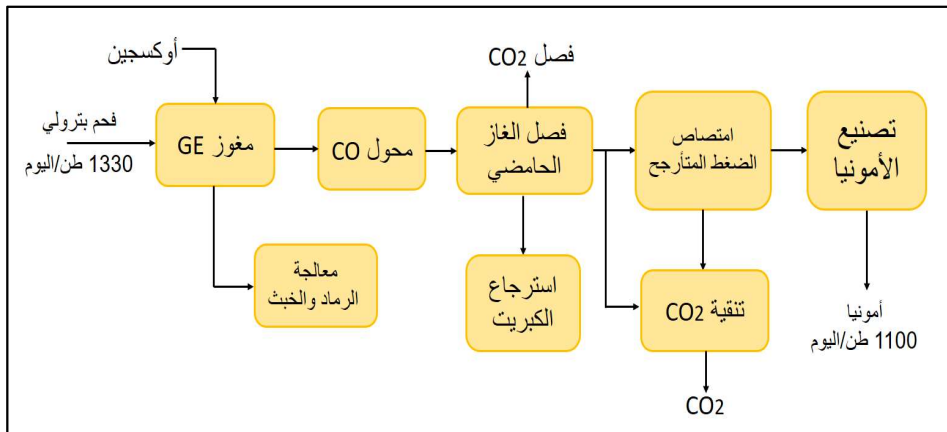 أوكسجين
فصل CO2
فحم بترولي
1330 طن/اليوم
مغوز GE
محول CO
فصل الغاز
الحامضي
امتصاص
الضغط المتأرجح
تصنيع
الأمونيا
معالجة
الرماد والخبث
استرجاع
الكبريت
تنقية CO2
أمونيا
1100 طن/اليوم
CO2